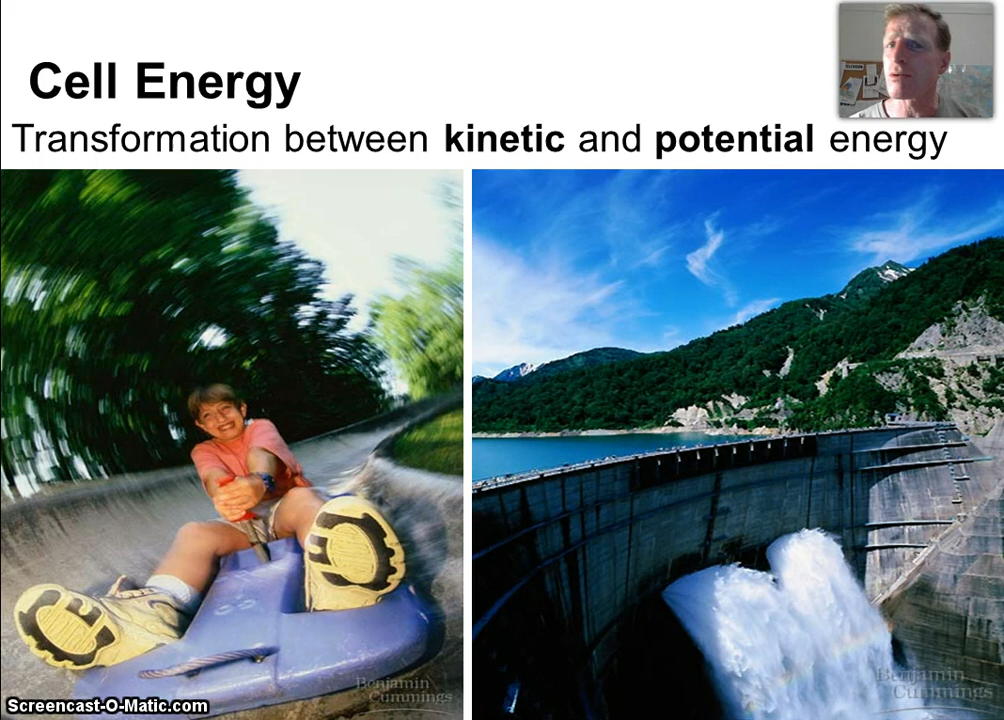 Cell Energy
Transformation between kinetic and potential energy
Benjamin
Cummings
Benjamin
Cummings
Screencast-O-Matic.com